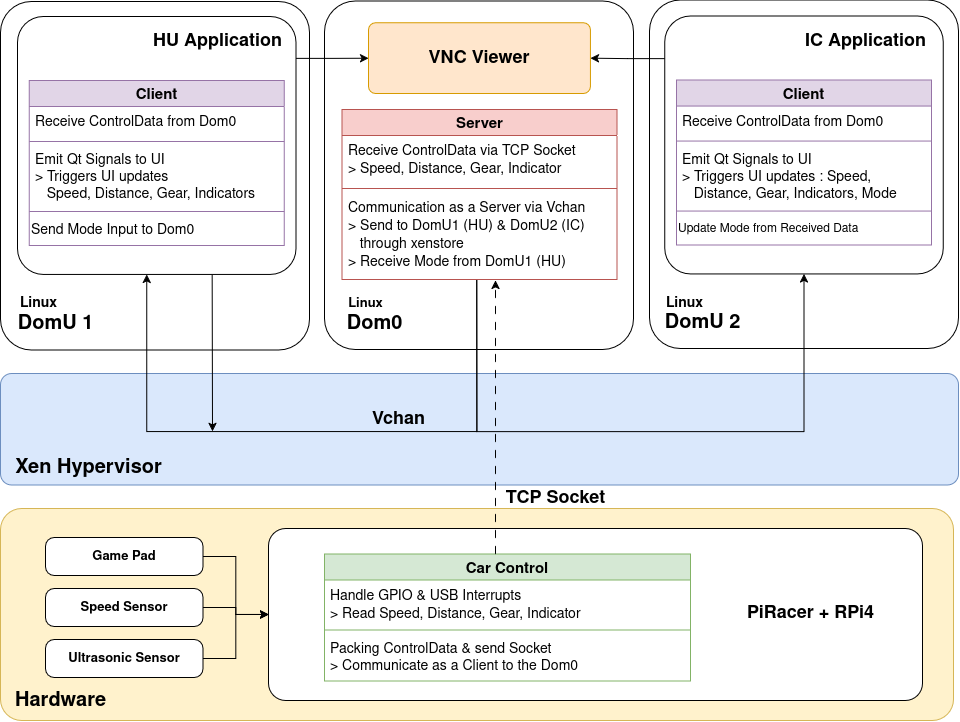 HU Application
Client
Receive ControlData from Dom0
Emit Qt Signals to UI
> Triggers UI updates
Speed, Distance, Gear, Indicators
Send Mode Input to Dom0
Linux
DomU 1
VNC Viewer
Server
Receive ControlData via TCP Socket
> Speed, Distance, Gear, Indicator
Communication as a Server via Vchan
> Send to DomU1 (HU) & DomU2 (IC)
through xenstore
> Receive Mode from DomU1 (HU)
Linux
Dom0
IC Application
Client
Receive ControlData from Dom0
Emit Qt Signals to UI
> Triggers UI updates : Speed,
Distance, Gear, Indicators, Mode
Update Mode from Received Data
Linux
DomU 2
Vchan
Xen Hypervisor
TCP Socket
Game Pad
Speed Sensor
Ultrasonic Sensor
Hardware
Car Control
Handle GPIO & USB Interrupts
> Read Speed, Distance, Gear, Indicator
Packing ControlData & send Socket
> Communicate as a Client to the Dom0
PiRacer + RPi4